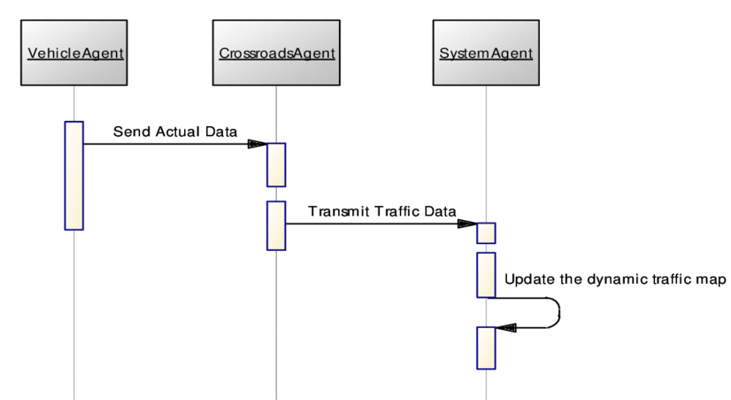 VehicleAgent
CrossroadsAgent
SystemAgent
Send Actual Data
Transmit Traffic Data
Update the dynamic traffic map